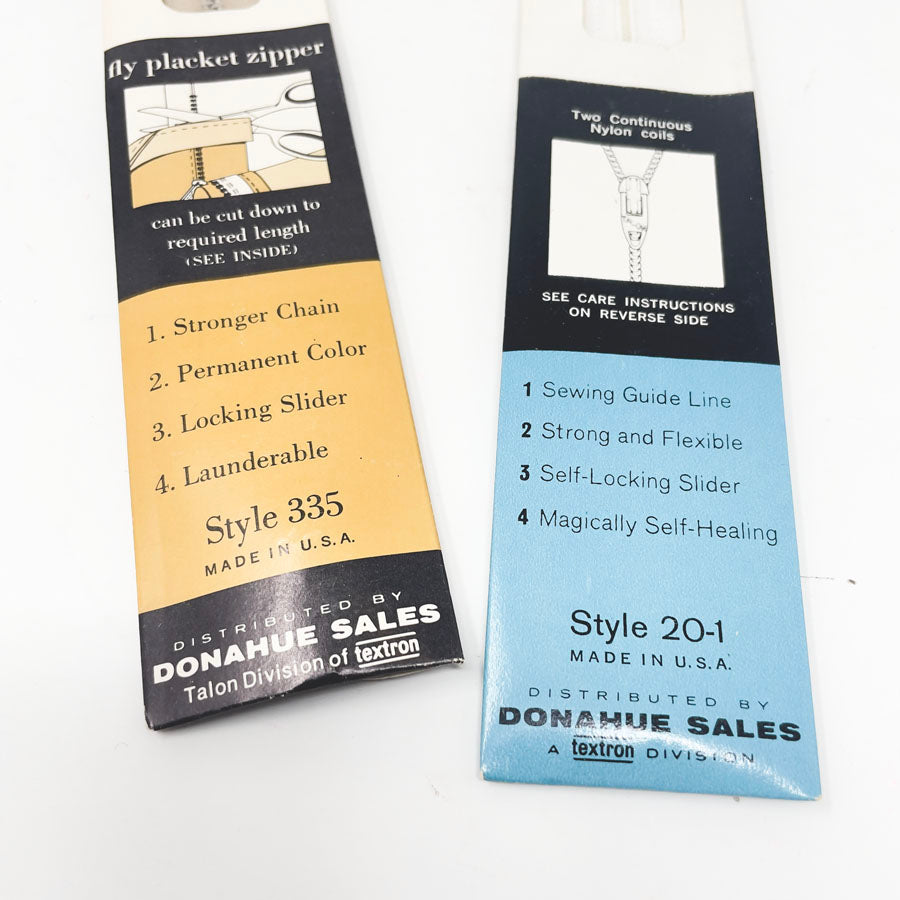 fly placket zipper
can be cut down to
required length
(SEE INSIDE)
1. Stronger Chain
2. Permanent Color
3. Locking Slider
4. Launderable
Style 335
MADE IN U.S.A.
DISTRIBUTED BY
DONAHUE SALES
Talon Division of textron
Two Continuous
Nylon coils
SEE CARE INSTRUCTIONS
ON REVERSE SIDE
1 Sewing Guide Line
2 Strong and Flexible
3 Self-Locking Slider
4 Magically Self-Healing
Style 20-1
MADE IN U.S.A.
DISTRIBUTED BY
DONAHUE SALES
A textron DIVISION